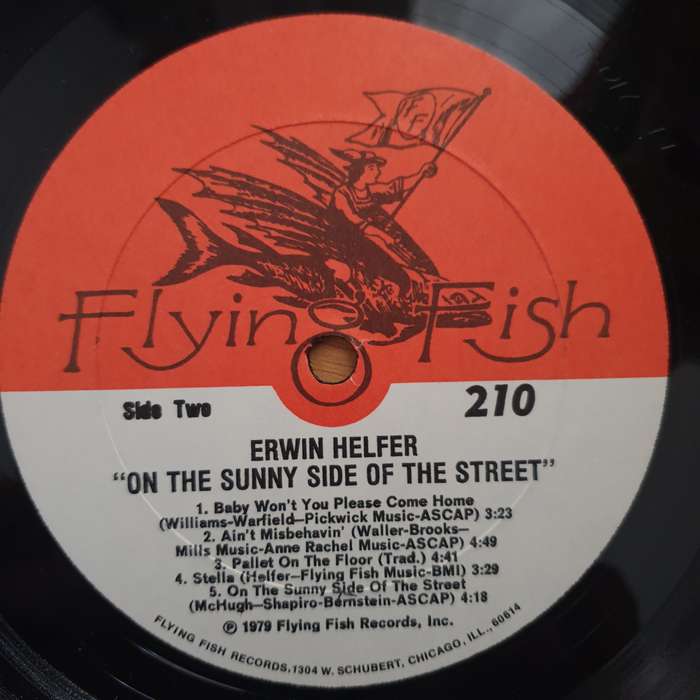 FF
Flying Fish
Side Two 210
ERWIN HELFER
"ON THE SUNNY SIDE OF THE STREET"
1. Baby Won't You Please Come Home
(Williams-Warfield-Pickwick Music-ASCAP) 3:23
2. Ain't Misbehavin' (Waller-Brooks-
Mills Music-Anne Rachel Music-ASCAP) 4:49
3. Pallet On The Floor (Trad.) 4:41
4. Stella (Helfer-Flying Fish Music-BMI) 3:29
5. On The Sunny Side Of The Street
(McHugh-Shapiro-Bernstein-ASCAP) 4:18
℗ 1979 Flying Fish Records, Inc.
FLYING FISH RECORDS, 1304 W. SCHUBERT, CHICAGO, ILL., 60614